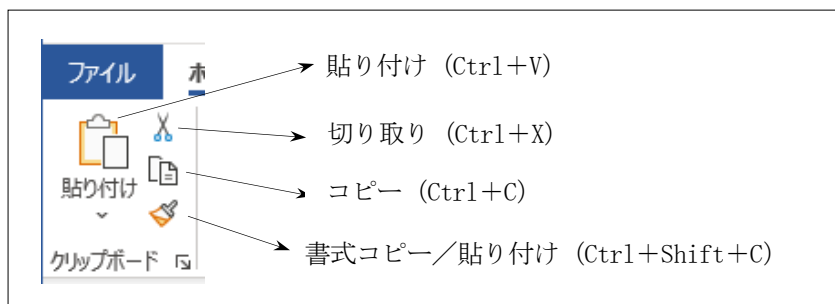 ファイル ホ
貼り付け (Ctrl+V)
切り取り (Ctrl+X)
貼り付け
コピー (Ctrl+C)
書式コピー/貼り付け (Ctrl+Shift+C)
クリップボード